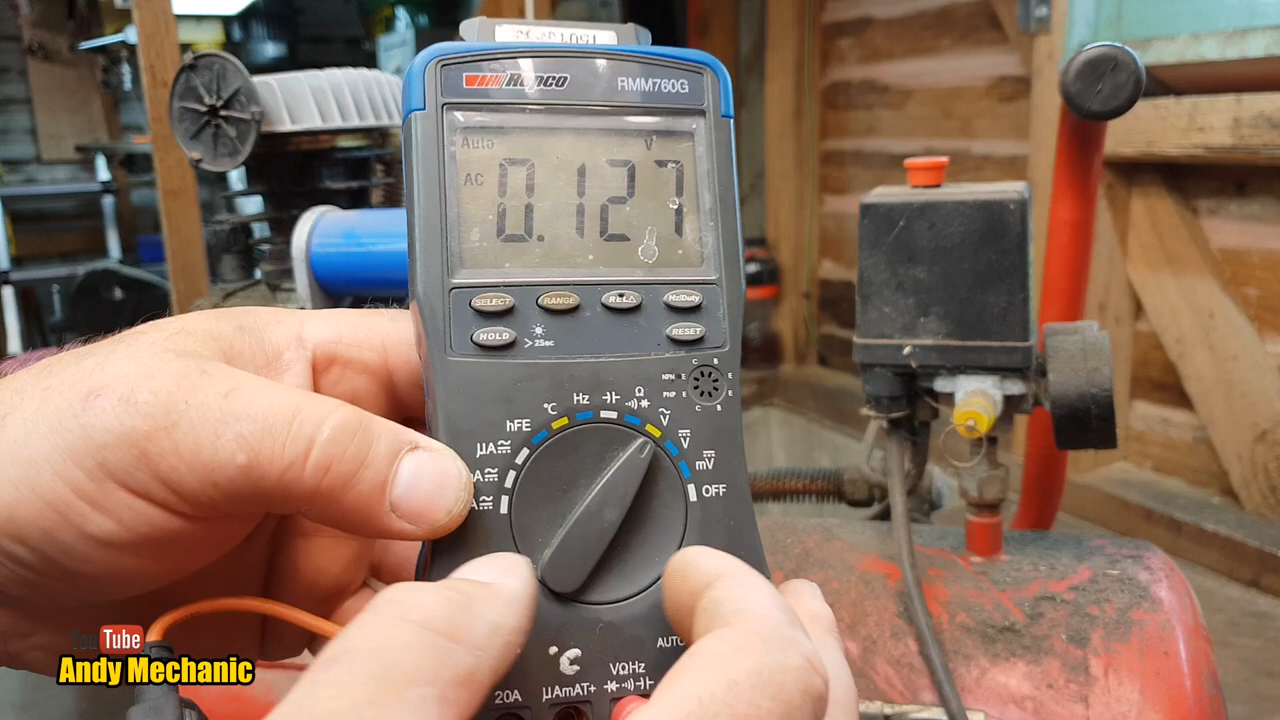 Repco
RMM760G
Auto
V
AC
0.127
SELECT
RANGE
RELΔ
Hz/Duty
HOLD
>2Sec
RESET
C B
NPN E E
PNP E E
C B
Hz
Ω
℃
hFE
Ṽ
V
µA
mV
OFF
AUTO
℃
VΩHz
20A
µAmAT+
YouTube
Andy Mechanic